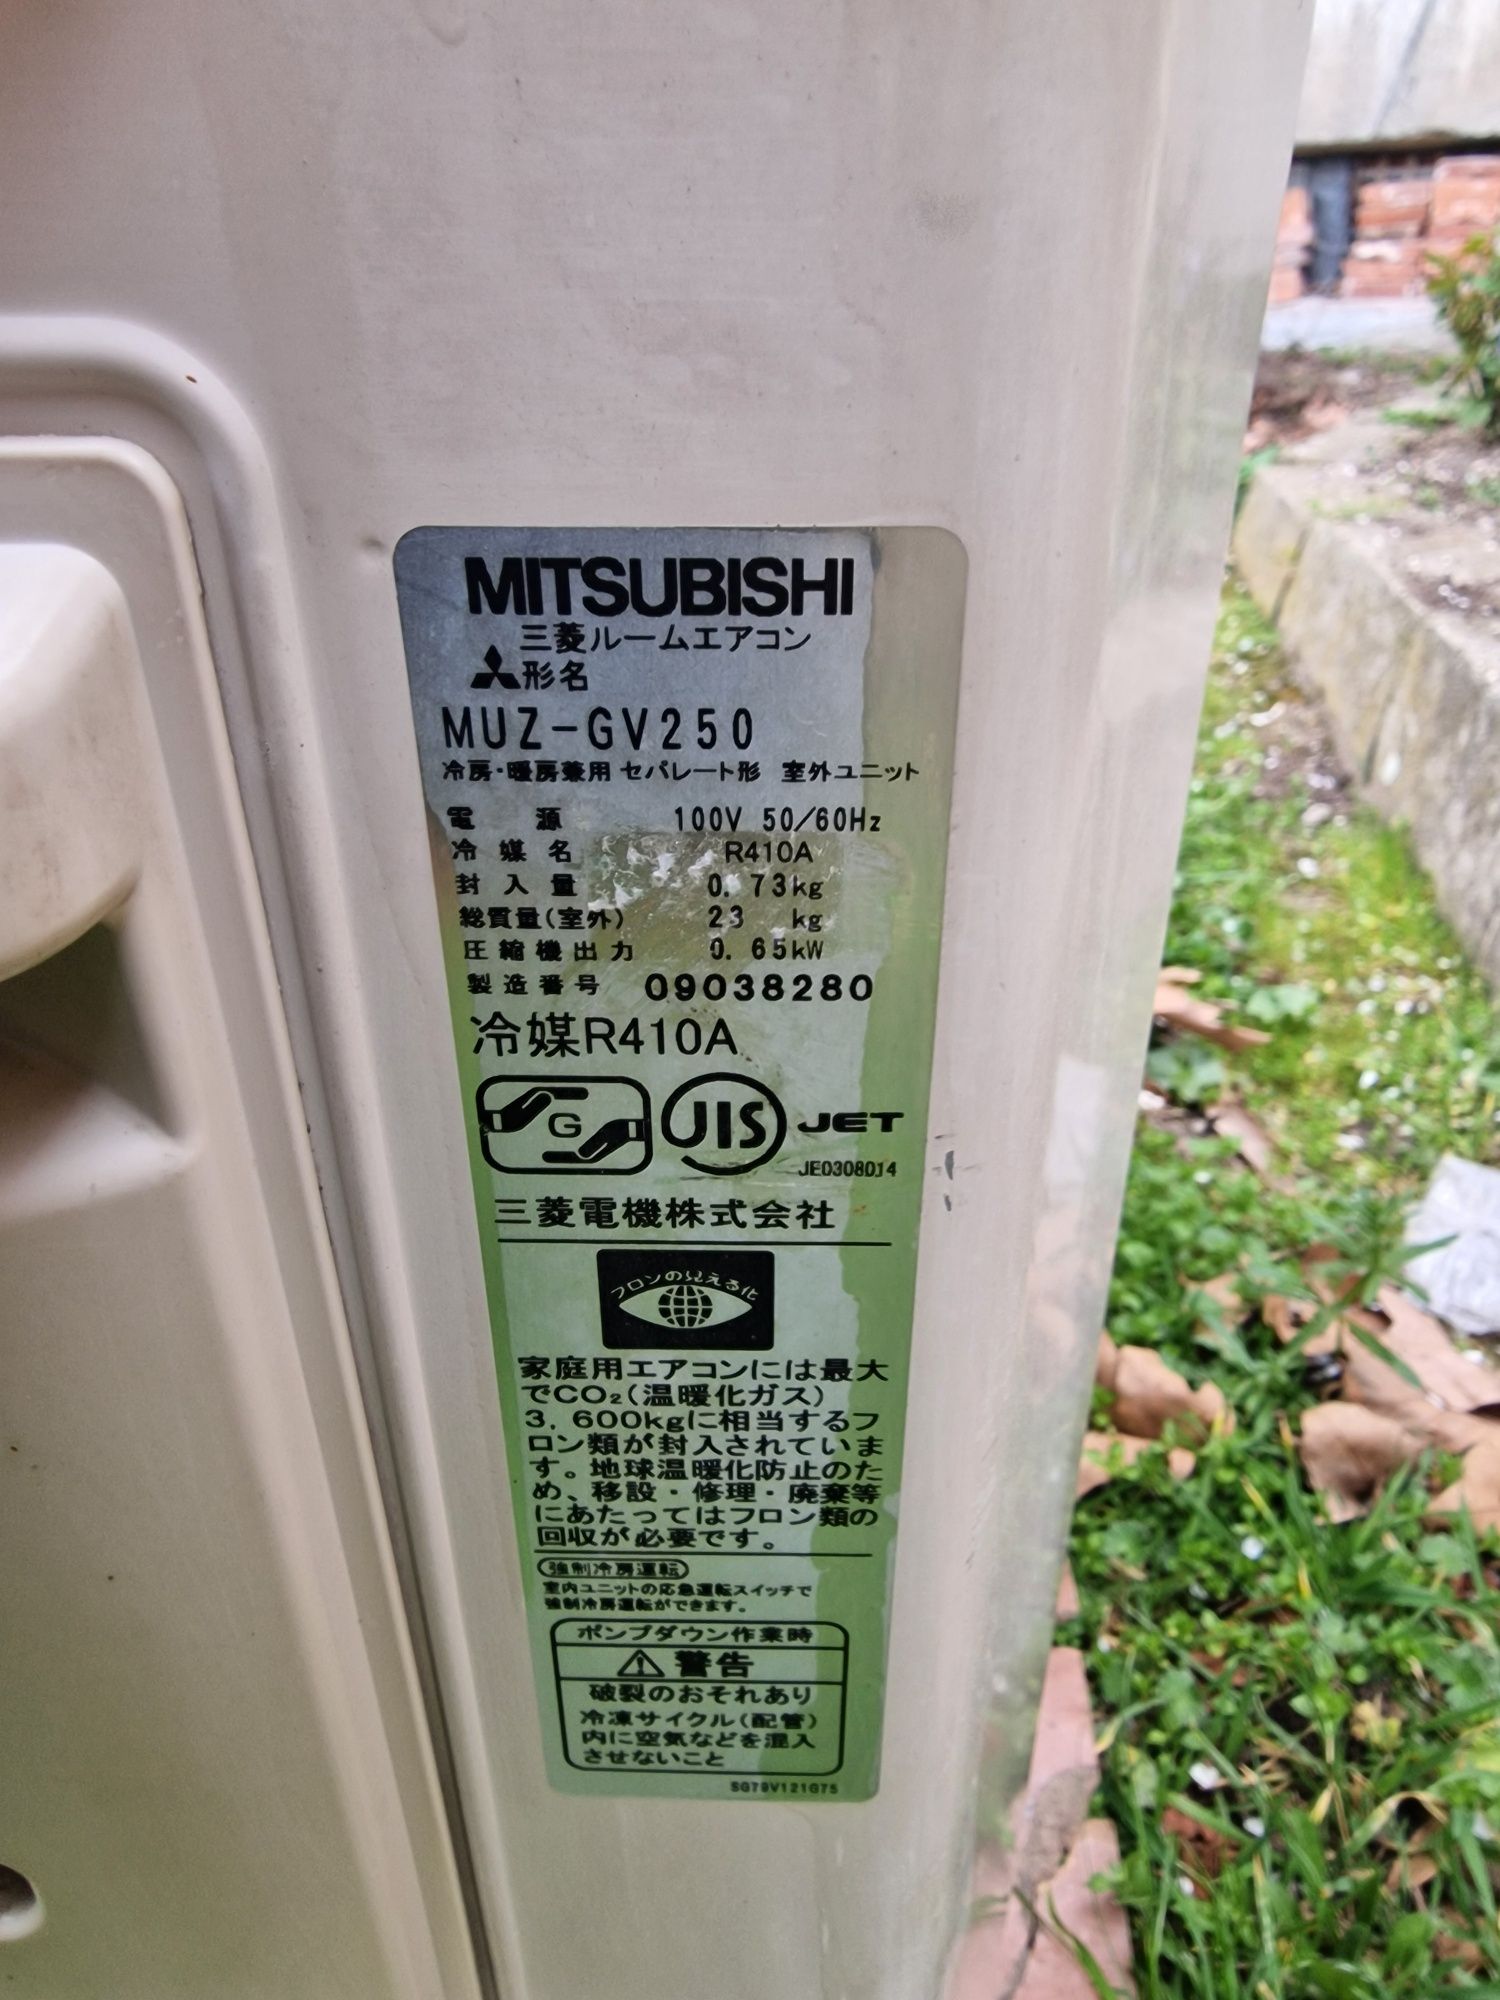 MITSUBISHI
三菱ルームエアコン
形名
MUZ-GV250
冷房・暖房兼用 セパレート形 室外ユニット
電源 100V 50/60Hz
冷媒名 R410A
封入量 0.73kg
総質量(室外) 23 kg
圧縮機出力 0.65kW
製造番号 09038280
冷媒R410A
G JIS JET
JE0308014
三菱電機株式会社
フロンの見える化
家庭用エアコンには最大
でCO₂(温暖化ガス)
3,600kgに相当するフ
ロン類が封入されていま
す。地球温暖化防止のた
め、移設・修理・廃棄等
にあたってはフロン類の
回収が必要です。
強制冷房運転
室内ユニットの応急運転スイッチで
強制冷房運転ができます。
ポンプダウン作業時
警告
破裂のおそれあり
冷凍サイクル(配管)
内に空気などを混入
させないこと
SG79V121G75